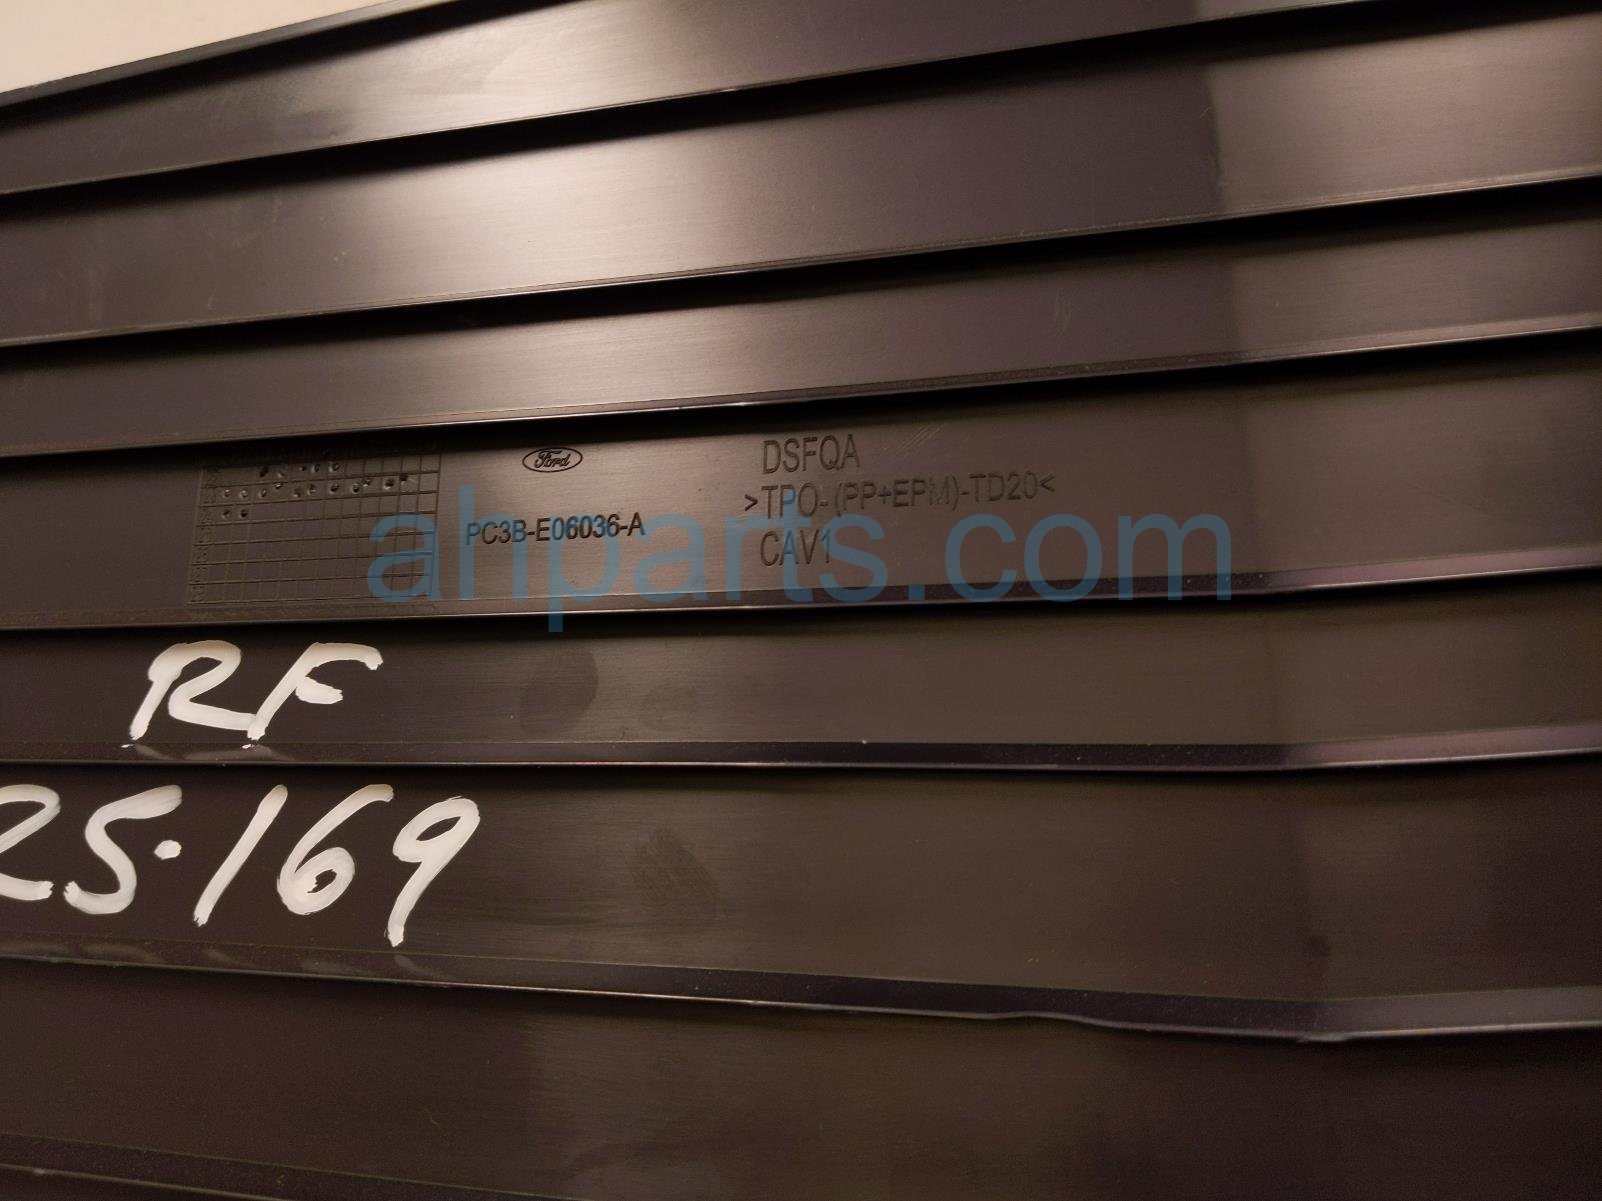 Ford
DSFQA
PC3B-E06036-A
>TPO-(PP+EPM)-TD20<
CAV1
ahparts.com
RF
25.169